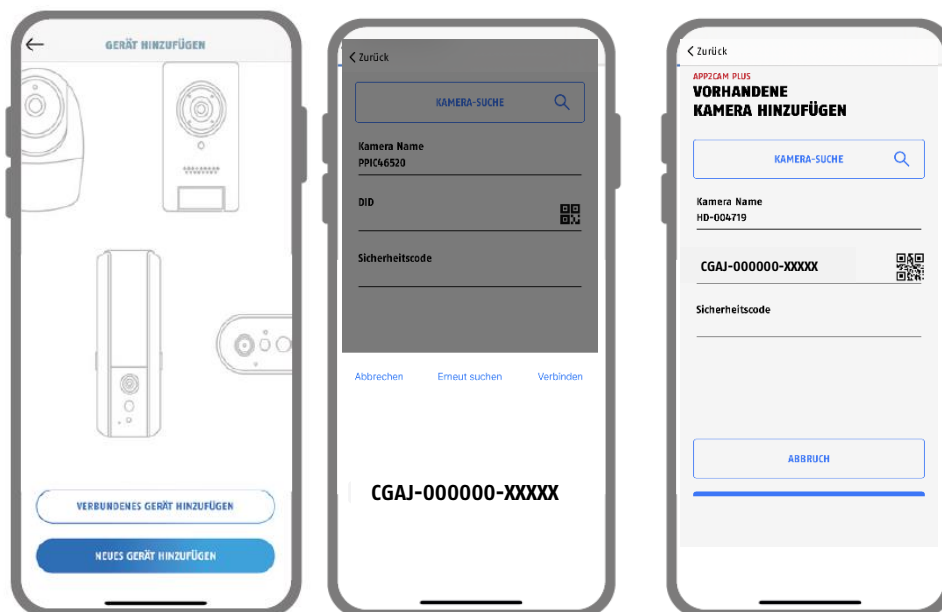 GERÄT HINZUFÜGEN
VERBUNDENES GERÄT HINZUFÜGEN
NEUES GERÄT HINZUFÜGEN
Zurück
KAMERA-SUCHE
Kamera Name
PPIC46520
DID
Sicherheitscode
Abbrechen Erneut suchen Verbinden
CGAJ-000000-XXXXX
Zurück
APP2CAM PLUS
VORHANDENE
KAMERA HINZUFÜGEN
KAMERA-SUCHE
Kamera Name
HD-004719
CGAJ-000000-XXXXX
Sicherheitscode
ABBRUCH